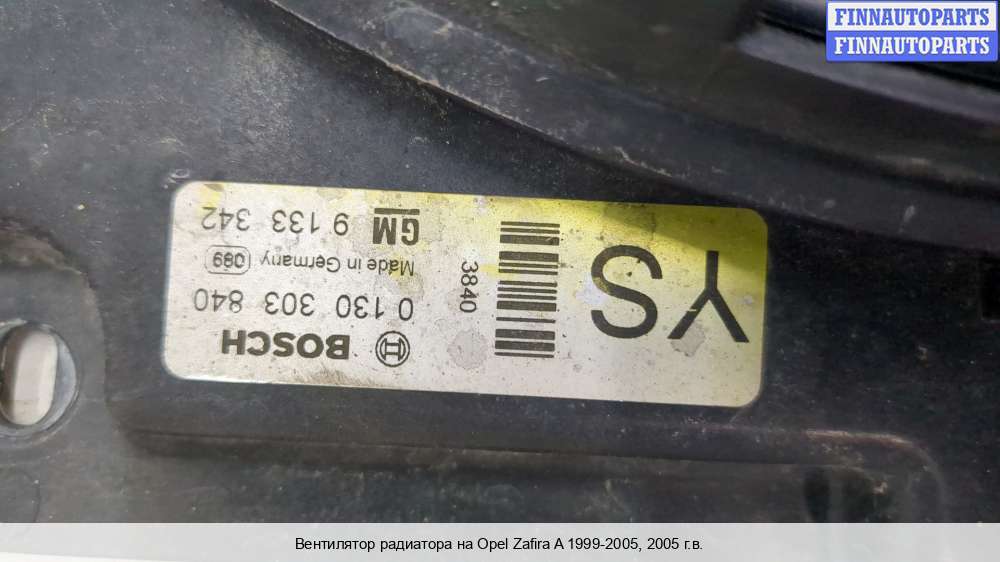 FINNAUTOPARTS
FINNAUTOPARTS
YS
3840
BOSCH
0 130 303 840
Made in Germany 089
GM 9 133 342
Вентилятор радиатора на Opel Zafira A 1999-2005, 2005 г.в.